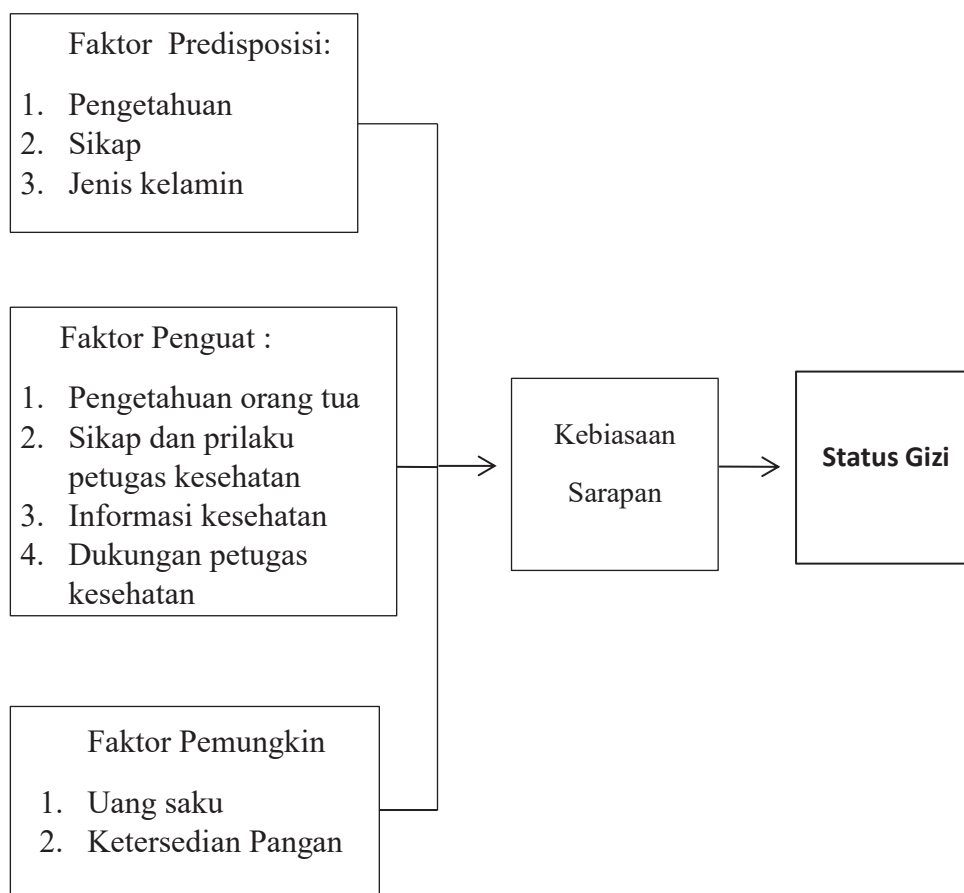 Faktor Predisposisi:
1. Pengetahuan
2. Sikap
3. Jenis kelamin
Faktor Penguat :
1. Pengetahuan orang tua
2. Sikap dan prilaku
petugas kesehatan
3. Informasi kesehatan
4. Dukungan petugas
kesehatan
Faktor Pemungkin
1. Uang saku
2. Ketersedian Pangan
Kebiasaan
Sarapan
Status Gizi